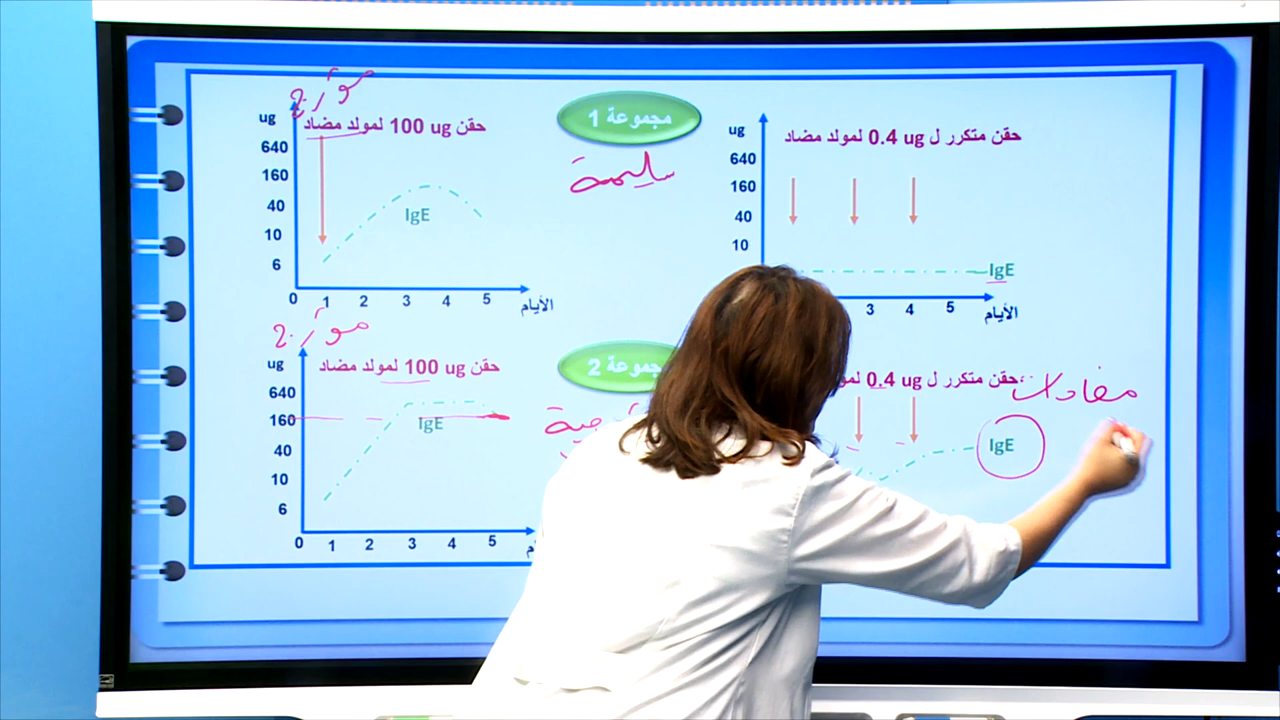 مؤرج
ug
حقن 100 ug لمولد مضاد
640
160
40
10
6
IgE
0 1 2 3 4 5
الأيام
مجموعة 1
سليمة
ug
حقن متكرر ل 0.4 ug لمولد مضاد
640
160
40
10
IgE
3 4 5
الأيام
مؤرج
ug
حقن 100 ug لمولد مضاد
640
160
40
10
6
IgE
0 1 2 3 4 5
مجموعة 2
حقن متكرر ل 0.4 ug
IgE